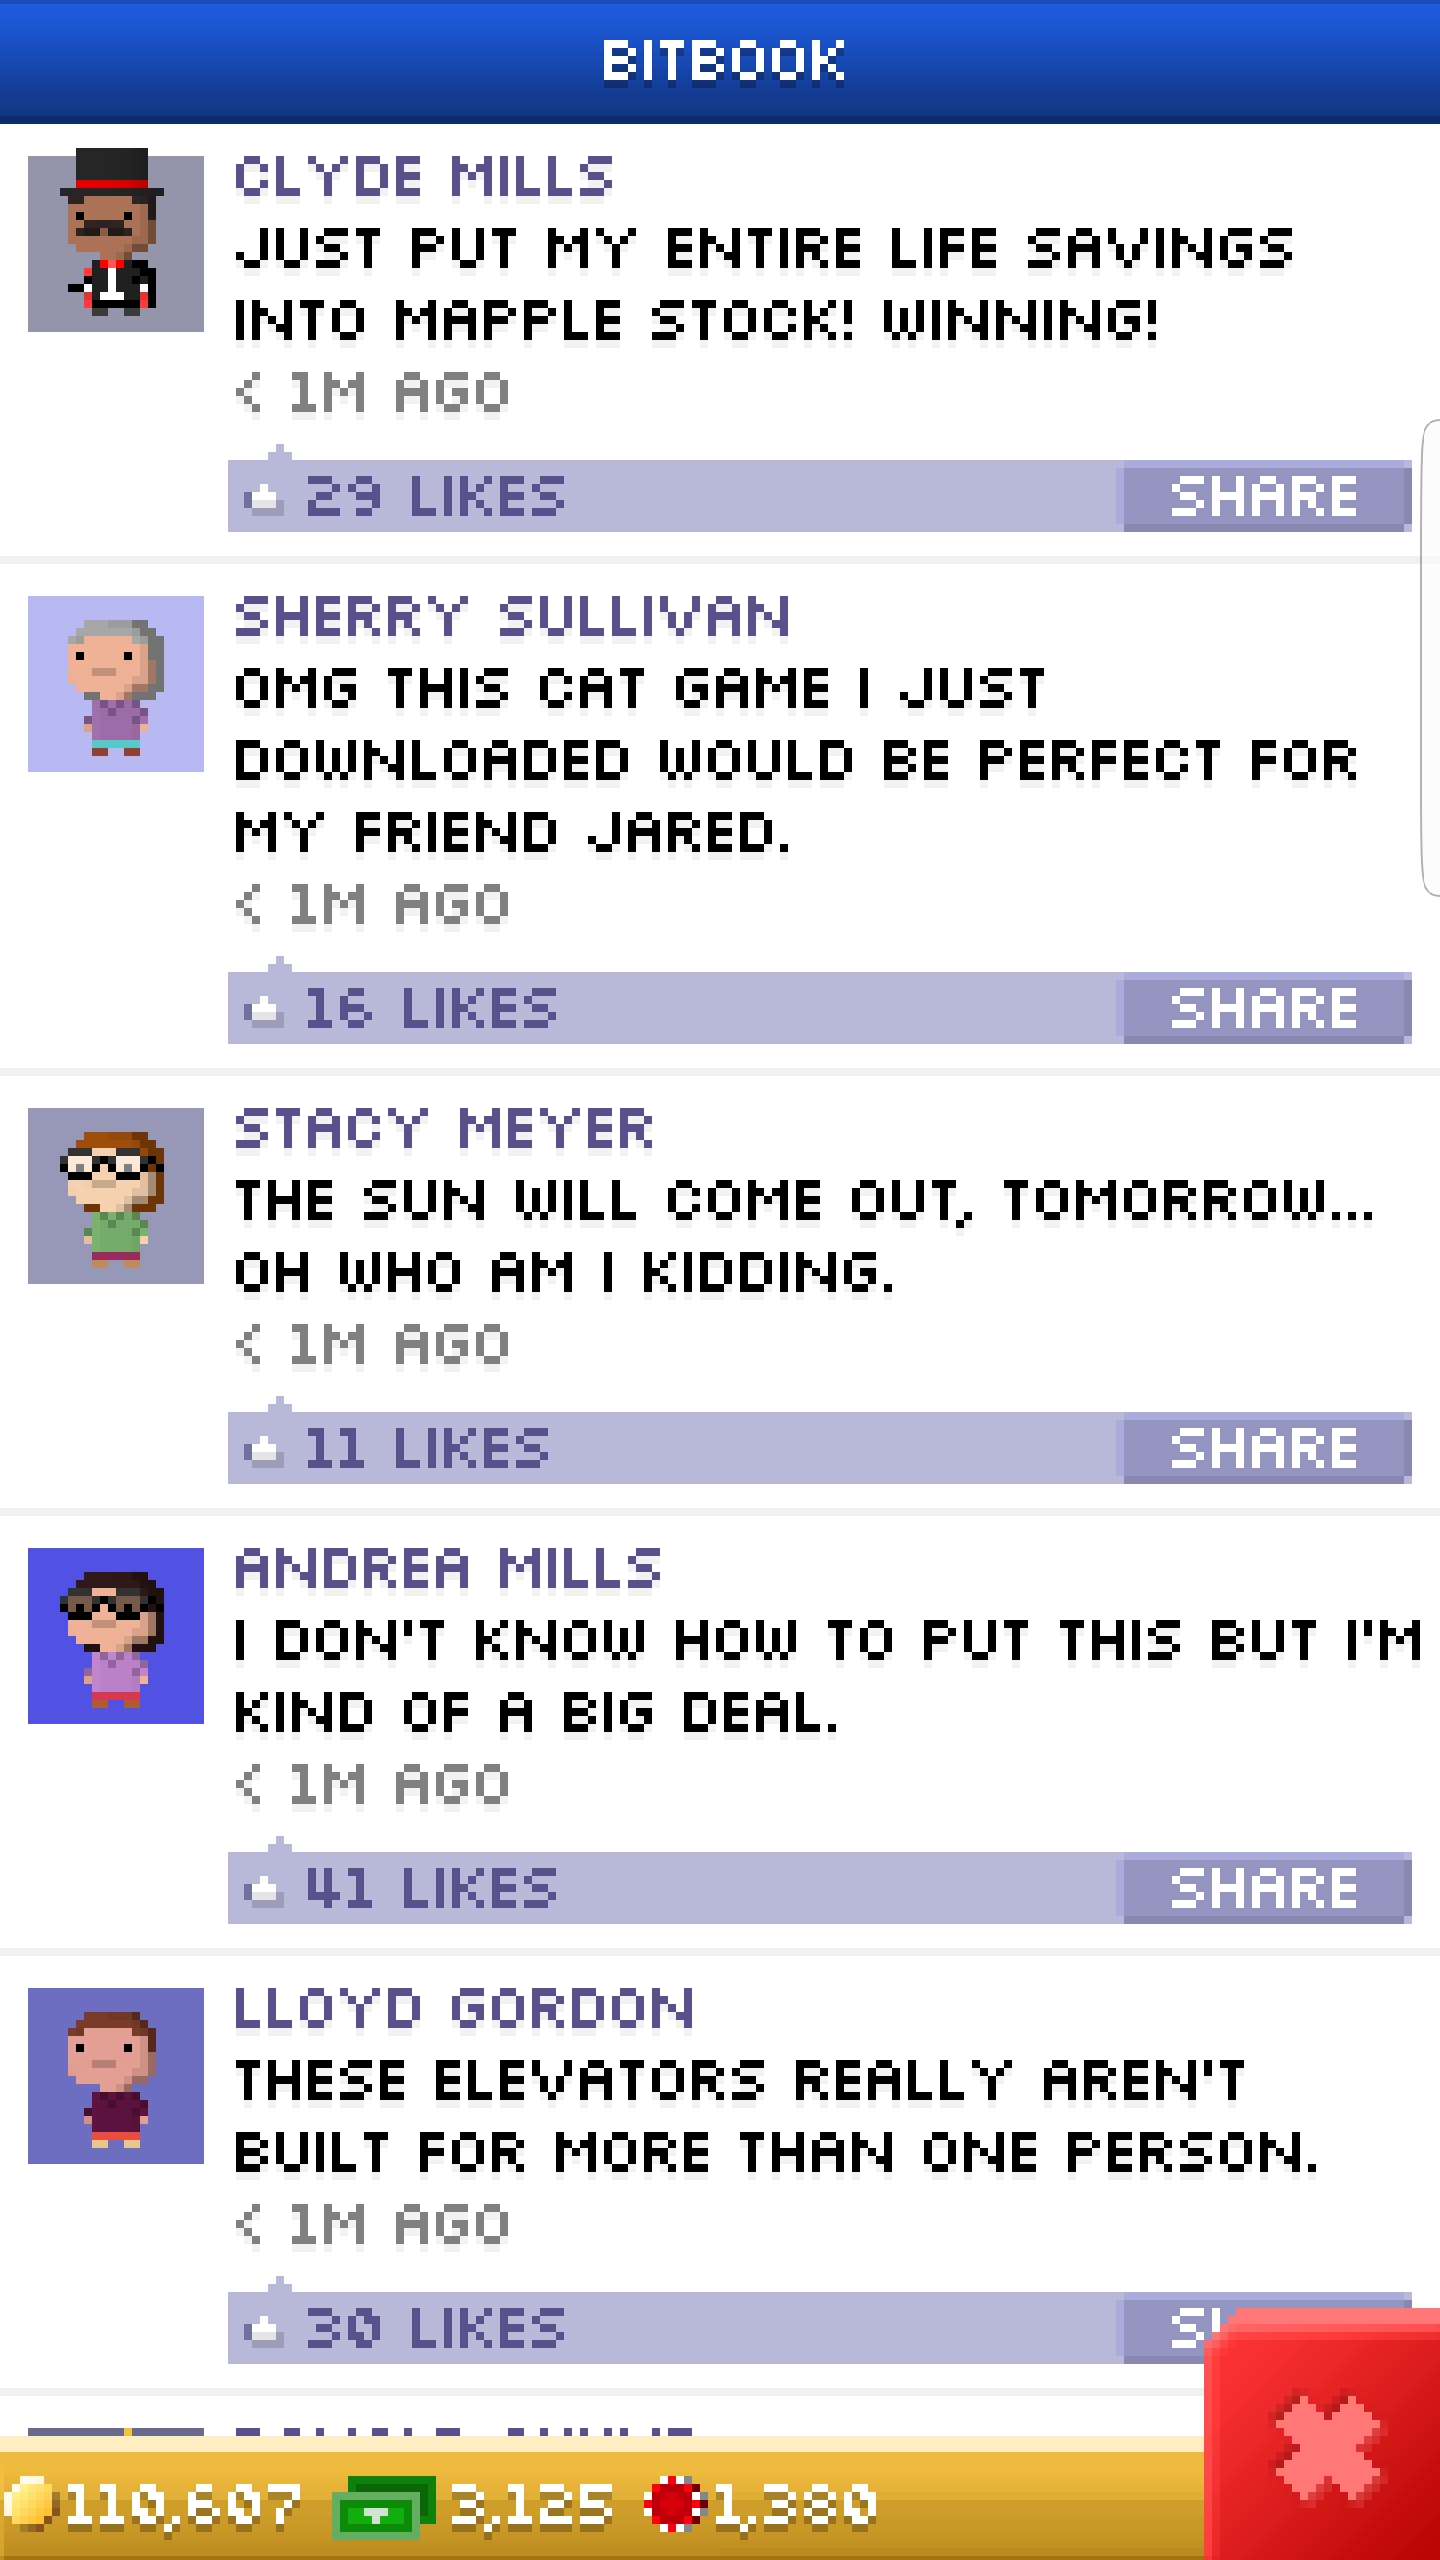 BITBOOK
CLYDE MILLS
JUST PUT MY ENTIRE LIFE SAVINGS
INTO MAPPLE STOCK! WINNING!
< 1M AGO
29 LIKES SHARE
SHERRY SULLIVAN
OMG THIS CAT GAME I JUST
DOWNLOADED WOULD BE PERFECT FOR
MY FRIEND JARED.
< 1M AGO
16 LIKES SHARE
STACY MEYER
THE SUN WILL COME OUT, TOMORROW...
OH WHO AM I KIDDING.
< 1M AGO
11 LIKES SHARE
ANDREA MILLS
I DON'T KNOW HOW TO PUT THIS BUT I'M
KIND OF A BIG DEAL.
< 1M AGO
41 LIKES SHARE
LLOYD GORDON
THESE ELEVATORS REALLY AREN'T
BUILT FOR MORE THAN ONE PERSON.
< 1M AGO
30 LIKES
110,607 3,125 1,380